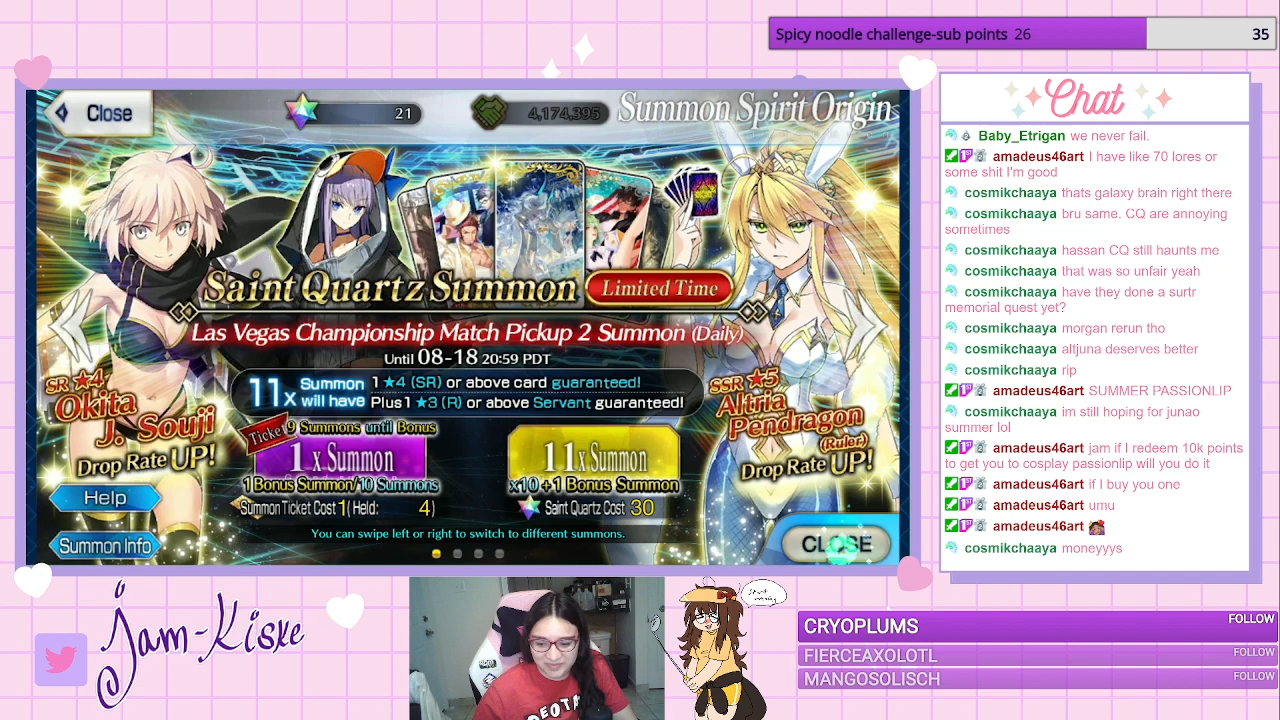 Spicy noodle challenge-sub points 26
35
Close
21
4,174,395
Summon Spirit Origin
Saint Quartz Summon
Limited Time
Las Vegas Championship Match Pickup 2 Summon (Daily)
Until 08-18 20:59 PDT
11x Summon will have
1 ★4 (SR) or above card guaranteed!
Plus 1 ★3 (R) or above Servant guaranteed!
SR ★4
Okita
J. Souji
Drop Rate UP!
SSR ★5
Altria
Pendragon
(Ruler)
Drop Rate UP!
Ticket
9 Summons until Bonus
1x Summon
1 Bonus Summon/10 Summons
Summon Ticket Cost 1 (Held: 4)
11x Summon
x10 +1 Bonus Summon
Saint Quartz Cost 30
Help
Summon Info
You can swipe left or right to switch to different summons.
CLOSE
Chat
Baby_Etrigan we never fail.
amadeus46art I have like 70 lores or
some shit I'm good
cosmikchaaya thats galaxy brain right there
cosmikchaaya bru same. CQ are annoying
sometimes
cosmikchaaya hassan CQ still haunts me
cosmikchaaya that was so unfair yeah
cosmikchaaya have they done a surtr
memorial quest yet?
cosmikchaaya morgan rerun tho
cosmikchaaya altjuna deserves better
cosmikchaaya rip
amadeus46art SUMMER PASSIONLIP
cosmikchaaya im still hoping for junao
summer lol
amadeus46art jam if I redeem 10k points
to get you to cosplay passionlip will you do it
amadeus46art if I buy you one
amadeus46art umu
amadeus46art
cosmikchaaya moneyyys
@Jam-Kiske
CRYOPLUMS FOLLOW
FIERCEAXOLOTL FOLLOW
MANGOSOLISCH FOLLOW